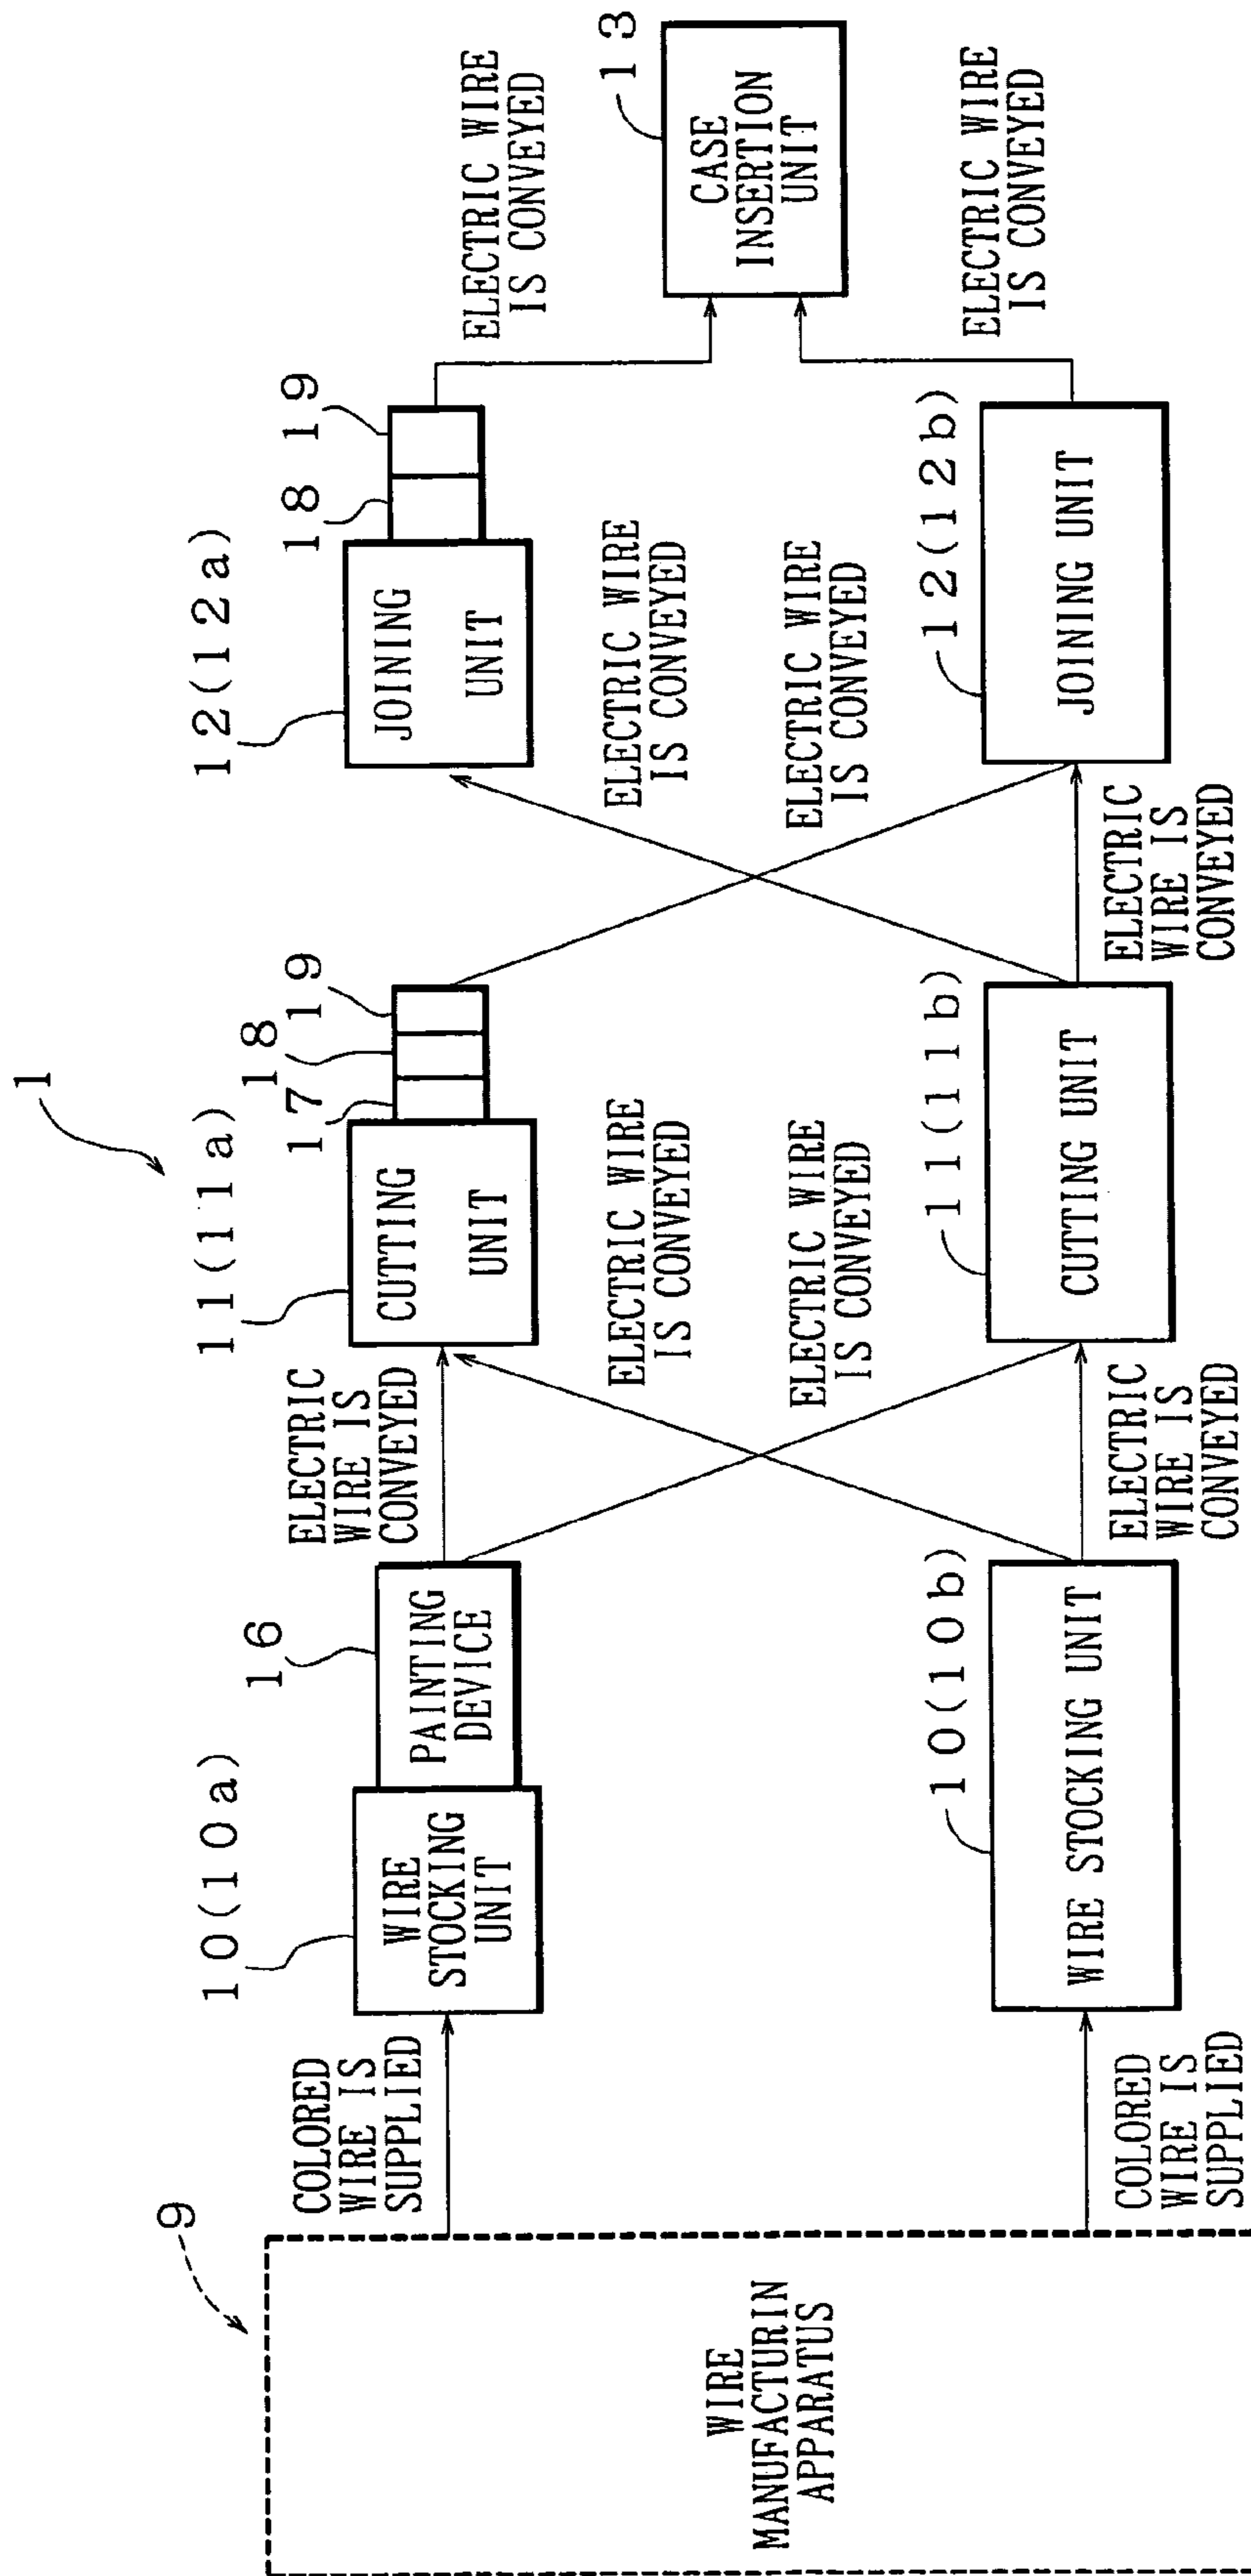 1
9
WIRE
MANUFACTURIN
APPARATUS
COLORED
WIRE IS
SUPPLIED
COLORED
WIRE IS
SUPPLIED
10(10a)
WIRE
STOCKING
UNIT
16
PAINTING
DEVICE
10(10b)
WIRE STOCKING UNIT
ELECTRIC
WIRE IS
CONVEYED
ELECTRIC WIRE
IS CONVEYED
ELECTRIC WIRE
IS CONVEYED
ELECTRIC
WIRE IS
CONVEYED
11(11a)
CUTTING
UNIT
17
18
19
11(11b)
CUTTING UNIT
ELECTRIC WIRE
IS CONVEYED
ELECTRIC WIRE
IS CONVEYED
ELECTRIC
WIRE IS
CONVEYED
12(12a)
JOINING
UNIT
18
19
12(12b)
JOINING UNIT
ELECTRIC WIRE
IS CONVEYED
ELECTRIC WIRE
IS CONVEYED
13
CASE
INSERTION
UNIT